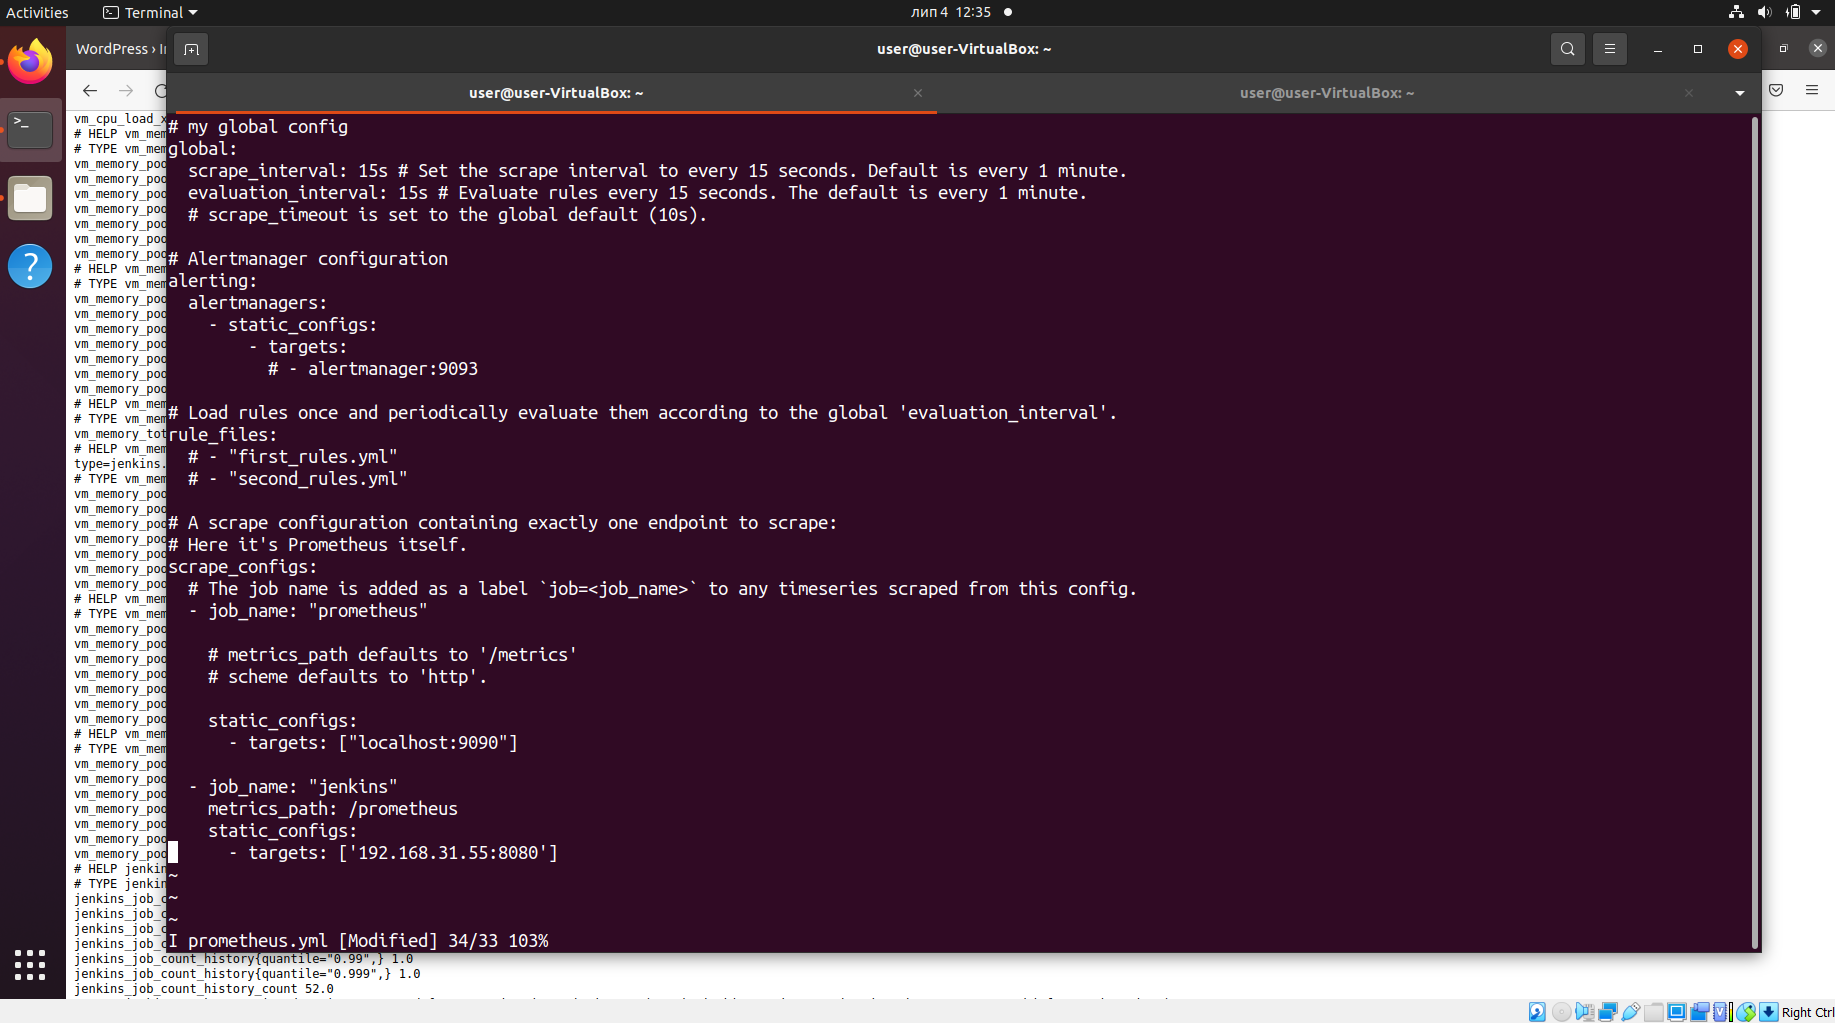 Activities
Terminal
лип 4 12:35
WordPress › I
user@user-VirtualBox: ~
user@user-VirtualBox: ~
user@user-VirtualBox: ~
# my global config
global:
  scrape_interval: 15s # Set the scrape interval to every 15 seconds. Default is every 1 minute.
  evaluation_interval: 15s # Evaluate rules every 15 seconds. The default is every 1 minute.
  # scrape_timeout is set to the global default (10s).
# Alertmanager configuration
alerting:
  alertmanagers:
    - static_configs:
        - targets:
          # - alertmanager:9093
# Load rules once and periodically evaluate them according to the global 'evaluation_interval'.
rule_files:
  # - "first_rules.yml"
  # - "second_rules.yml"
# A scrape configuration containing exactly one endpoint to scrape:
# Here it's Prometheus itself.
scrape_configs:
  # The job name is added as a label `job=<job_name>` to any timeseries scraped from this config.
  - job_name: "prometheus"
    # metrics_path defaults to '/metrics'
    # scheme defaults to 'http'.
    static_configs:
      - targets: ["localhost:9090"]
  - job_name: "jenkins"
    metrics_path: /prometheus
    static_configs:
      - targets: ['192.168.31.55:8080']
~
~
~
I prometheus.yml [Modified] 34/33 103%
vm_cpu_load_x
# HELP vm_mem
# TYPE vm_mem
vm_memory_poo
vm_memory_poo
vm_memory_poo
vm_memory_poo
vm_memory_poo
vm_memory_poo
vm_memory_poo
# HELP vm_mem
# TYPE vm_mem
vm_memory_poo
vm_memory_poo
vm_memory_poo
vm_memory_poo
vm_memory_poo
vm_memory_poo
vm_memory_poo
# HELP vm_mem
# TYPE vm_mem
vm_memory_tot
# HELP vm_mem
type=jenkins.
# TYPE vm_mem
vm_memory_poo
vm_memory_poo
vm_memory_poo
vm_memory_poo
vm_memory_poo
vm_memory_poo
vm_memory_poo
# HELP vm_mem
# TYPE vm_mem
vm_memory_poo
vm_memory_poo
vm_memory_poo
vm_memory_poo
vm_memory_poo
vm_memory_poo
vm_memory_poo
# HELP vm_mem
# TYPE vm_mem
vm_memory_poo
vm_memory_poo
vm_memory_poo
vm_memory_poo
vm_memory_poo
vm_memory_poo
vm_memory_poo
# HELP jenkin
# TYPE jenkin
jenkins_job_c
jenkins_job_c
jenkins_job_c
jenkins_job_c
jenkins_job_count_history{quantile="0.99",} 1.0
jenkins_job_count_history{quantile="0.999",} 1.0
jenkins_job_count_history_count 52.0
Right Ctrl